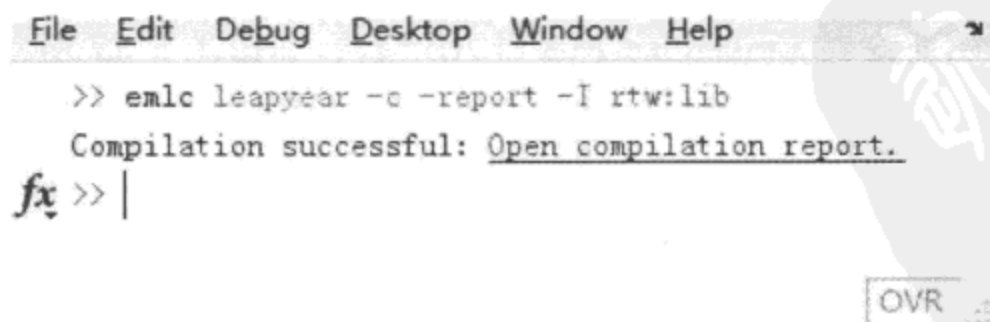 File Edit Debug Desktop Window Help
>> emlc leapyear -c -report -I rtw:lib
Compilation successful: Open compilation report.
fx >>
OVR